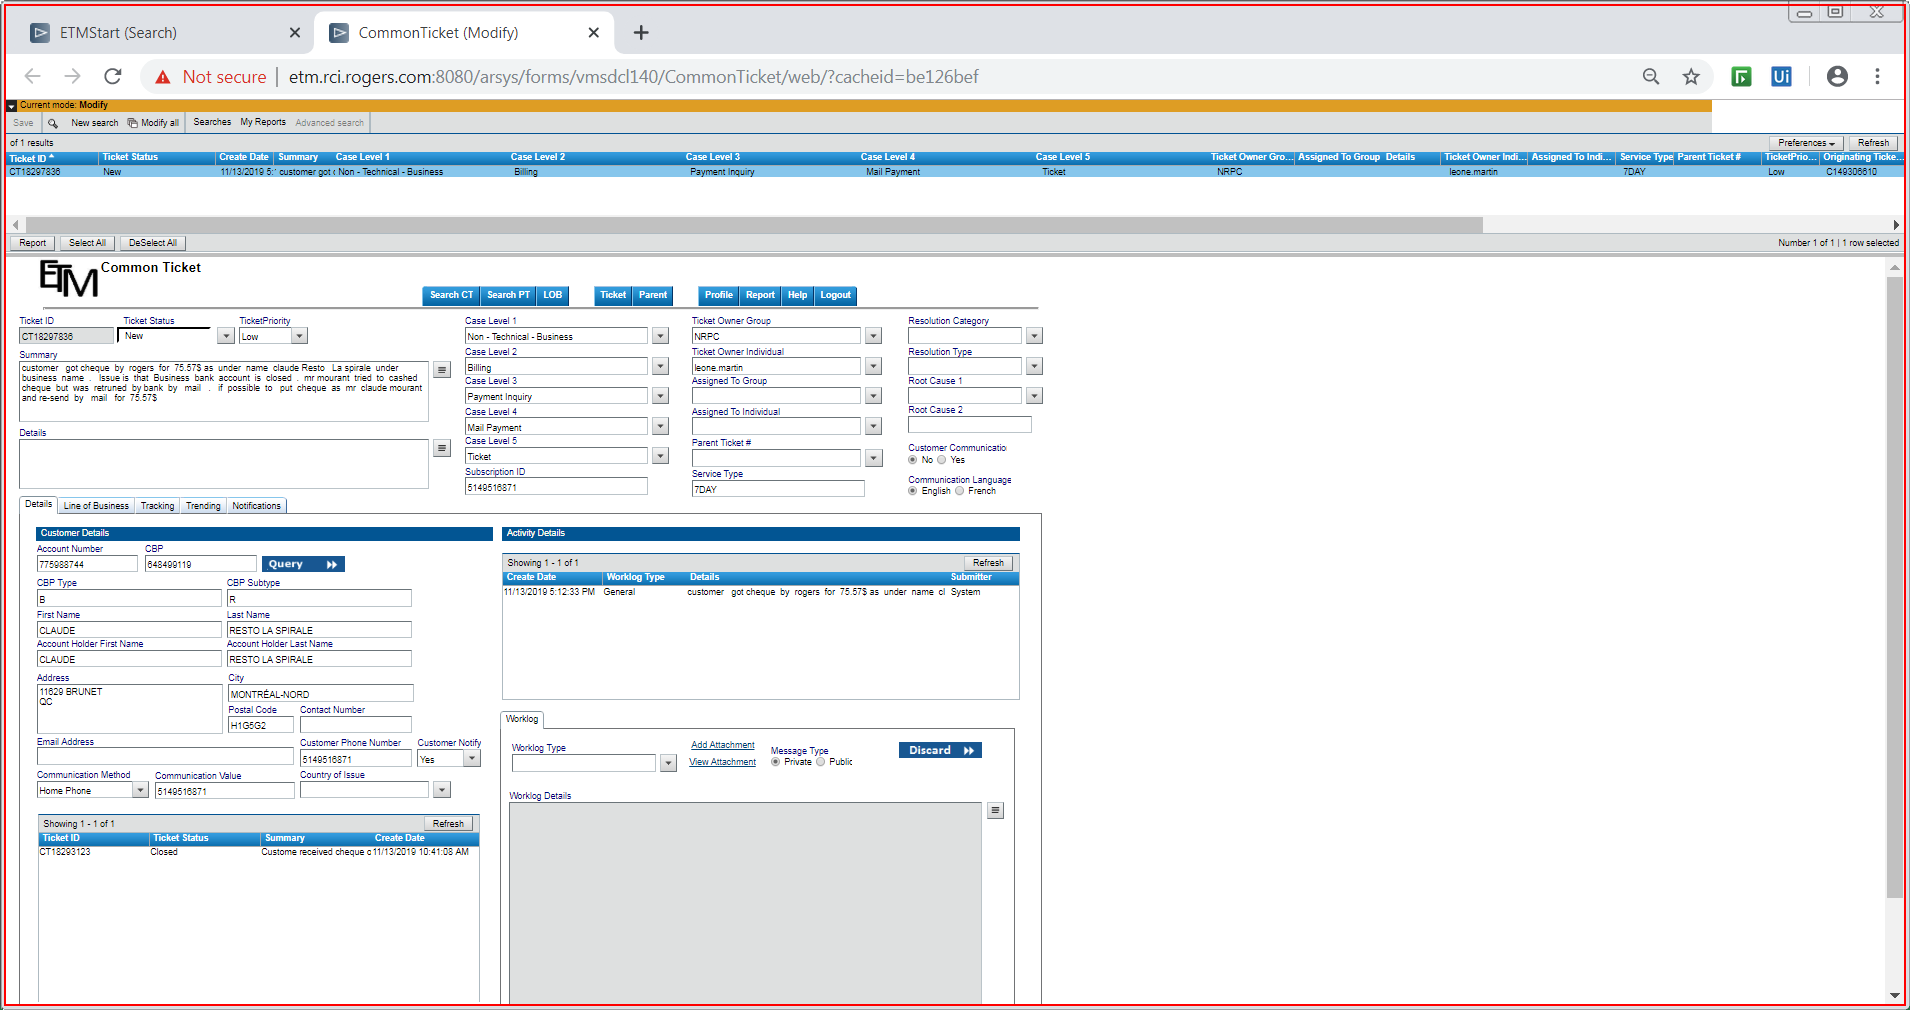 ETMStart (Search)
CommonTicket (Modify)
Not secure | etm.rci.rogers.com:8080/arsys/forms/vmsdcl140/CommonTicket/web/?cacheid=be126bef
Ui
Current mode: Modify
Save New search Modify all Searches My Reports Advanced search
of 1 results
Preferences Refresh
Ticket ID Ticket Status Create Date Summary Case Level 1 Case Level 2 Case Level 3 Case Level 4 Case Level 5 Ticket Owner Gro... Assigned To Group Details Ticket Owner Indi... Assigned To Indi... Service Type Parent Ticket # TicketPrio... Originating Ticke...
CT18297836 New 11/13/2019 5:' customer got Non - Technical - Business Billing Payment Inquiry Mail Payment Ticket NRPC leone.martin 7DAY Low C149306610
Report Select All DeSelect All
Number 1 of 1 | 1 row selected
ETM Common Ticket
Search CT Search PT LOB Ticket Parent Profile Report Help Logout
Ticket ID Ticket Status TicketPriority
CT18297836 New Low
Summary
customer got cheque by rogers for 75.57$ as under name claude Resto La spirale under
business name . Issue is that Business bank account is closed . mr mourant tried to cashed
cheque but was retruned by bank by mail . if possible to put cheque as mr claude mourant
and re-send by mail for 75.57$
Details
Case Level 1
Non - Technical - Business
Case Level 2
Billing
Case Level 3
Payment Inquiry
Case Level 4
Mail Payment
Case Level 5
Ticket
Subscription ID
5149516871
Ticket Owner Group
NRPC
Ticket Owner Individual
leone.martin
Assigned To Group
Assigned To Individual
Parent Ticket #
Service Type
7DAY
Resolution Category
Resolution Type
Root Cause 1
Root Cause 2
Customer Communicatio
No Yes
Communication Language
English French
Details Line of Business Tracking Trending Notifications
Customer Details
Account Number CBP
775988744 648499119 Query
CBP Type CBP Subtype
B R
First Name Last Name
CLAUDE RESTO LA SPIRALE
Account Holder First Name Account Holder Last Name
CLAUDE RESTO LA SPIRALE
Address City
11629 BRUNET
QC
MONTRÉAL-NORD
Postal Code Contact Number
H1G5G2
Email Address Customer Phone Number Customer Notify
5149516871 Yes
Communication Method Communication Value Country of Issue
Home Phone 5149516871
Showing 1 - 1 of 1 Refresh
Ticket ID Ticket Status Summary Create Date
CT18293123 Closed Custome received cheque c 11/13/2019 10:41:08 AM
Activity Details
Showing 1 - 1 of 1 Refresh
Create Date Worklog Type Details Submitter
11/13/2019 5:12:33 PM General customer got cheque by rogers for 75.57$ as under name cl System
Worklog
Worklog Type Add Attachment Message Type Discard
View Attachment Private Public
Worklog Details